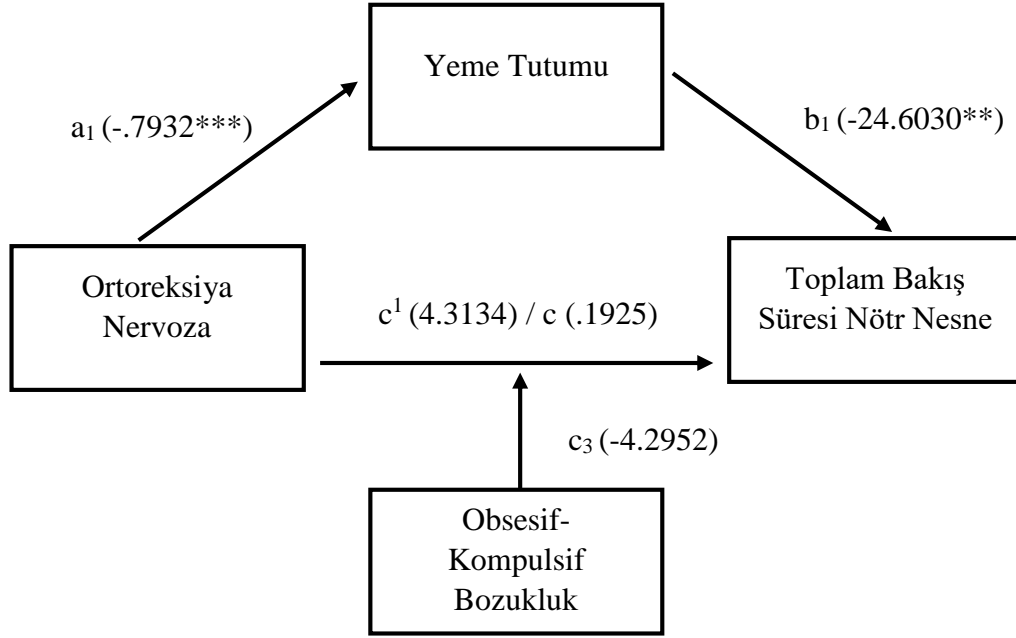 Yeme Tutumu
a₁ (-.7932***)
b₁ (-24.6030**)
Ortoreksiya
Nervoza
c¹ (4.3134) / c (.1925)
Toplam Bakış
Süresi Nötr Nesne
c₃ (-4.2952)
Obsesif-
Kompulsif
Bozukluk